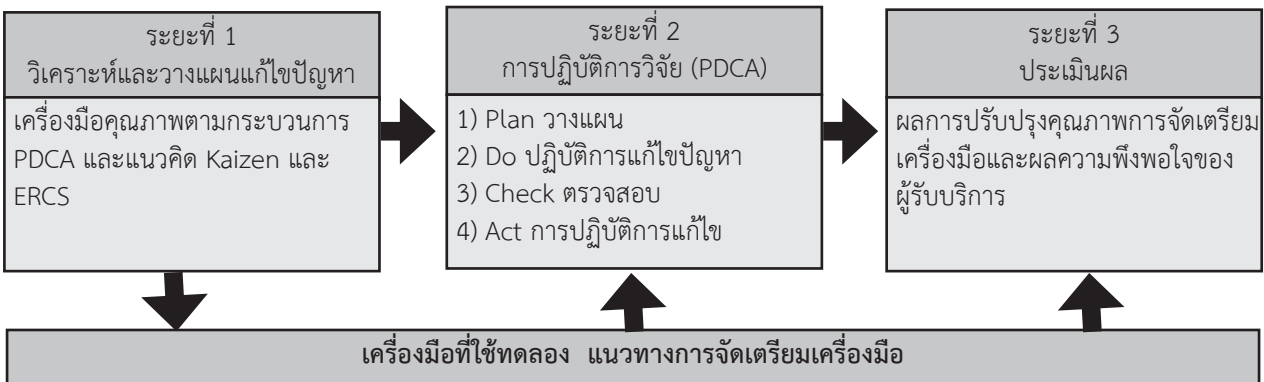 ระยะที่ 1
วิเคราะห์และวางแผนแก้ไขปัญหา
เครื่องมือคุณภาพตามกระบวนการ
PDCA และแนวคิด Kaizen และ
ERCS
ระยะที่ 2
การปฏิบัติการวิจัย (PDCA)
1) Plan วางแผน
2) Do ปฏิบัติการแก้ไขปัญหา
3) Check ตรวจสอบ
4) Act การปฏิบัติการแก้ไข
ระยะที่ 3
ประเมินผล
ผลการปรับปรุงคุณภาพการจัดเตรียม
เครื่องมือและผลความพึงพอใจของ
ผู้รับบริการ
เครื่องมือที่ใช้ทดลอง แนวทางการจัดเตรียมเครื่องมือ